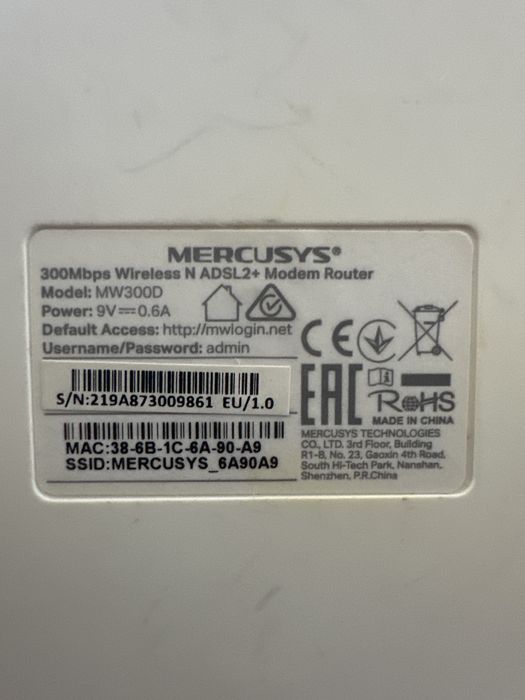 MERCUSYS®
300Mbps Wireless N ADSL2+ Modem Router
Model: MW300D
Power: 9V⎓0.6A
Default Access: http://mwlogin.net
Username/Password: admin
S/N:219A873009861 EU/1.0
MAC:38-6B-1C-6A-90-A9
SSID:MERCUSYS_6A90A9
CE
EAC
RoHS
MADE IN CHINA
MERCUSYS TECHNOLOGIES
CO., LTD. 3rd Floor, Building
R1-B, No. 23, Gaoxin 4th Road,
South Hi-Tech Park, Nanshan,
Shenzhen, P.R.China